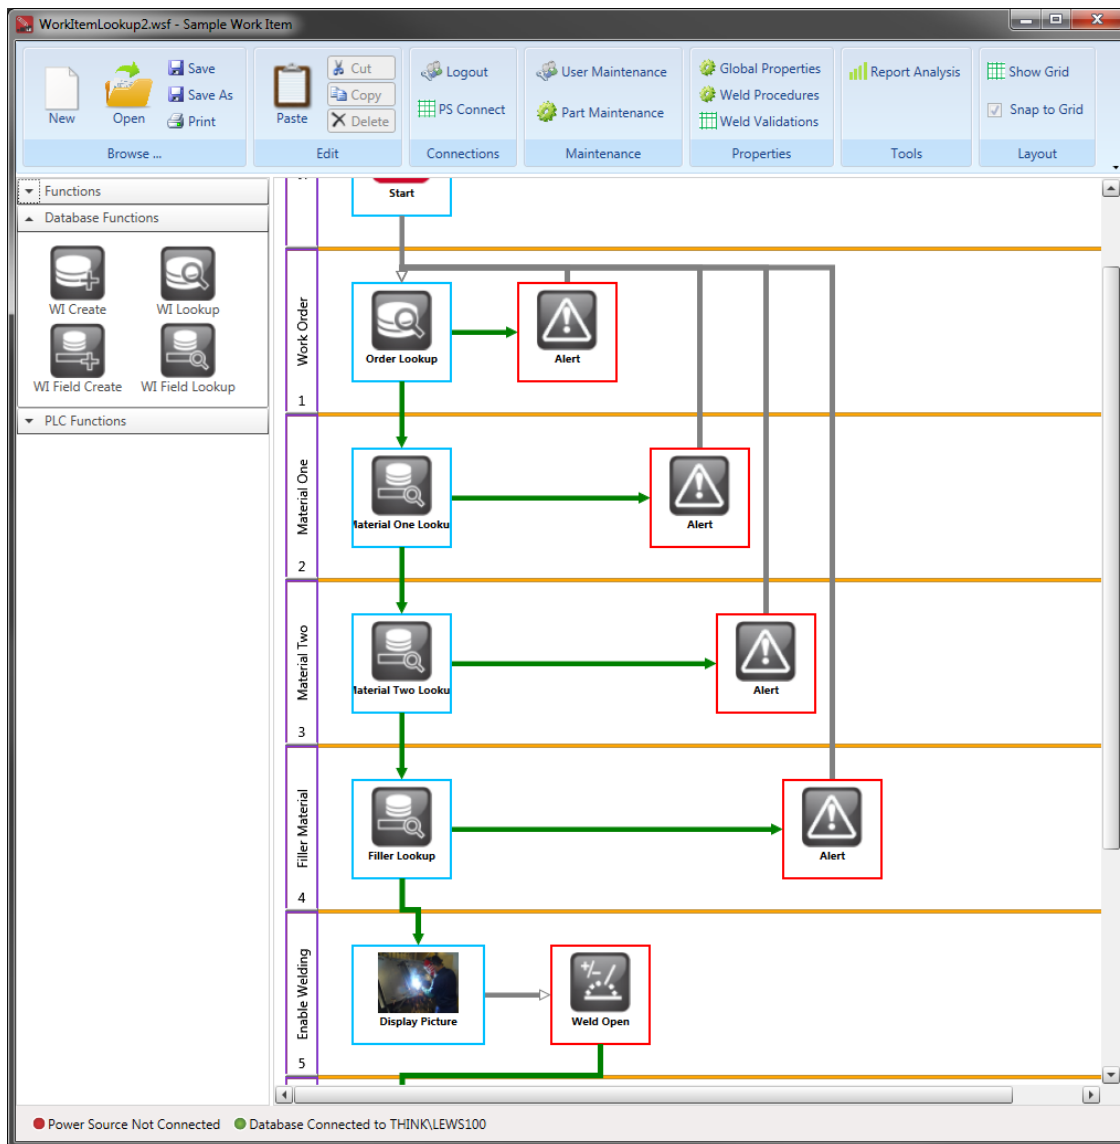 WorkItemLookup2.wsf - Sample Work Item
New
Open
Save
Save As
Print
Browse ...
Paste
Cut
Copy
Delete
Edit
Logout
PS Connect
Connections
User Maintenance
Part Maintenance
Maintenance
Global Properties
Weld Procedures
Weld Validations
Properties
Report Analysis
Tools
Show Grid
Snap to Grid
Layout
Functions
Database Functions
WI Create
WI Lookup
WI Field Create
WI Field Lookup
PLC Functions
Start
Work Order
1
Order Lookup
Alert
Material One
2
Material One Looku
Alert
Material Two
3
Material Two Looku
Alert
Filler Material
4
Filler Lookup
Alert
Enable Welding
5
Display Picture
+/-
Weld Open
Power Source Not Connected
Database Connected to THINK\LEWS100